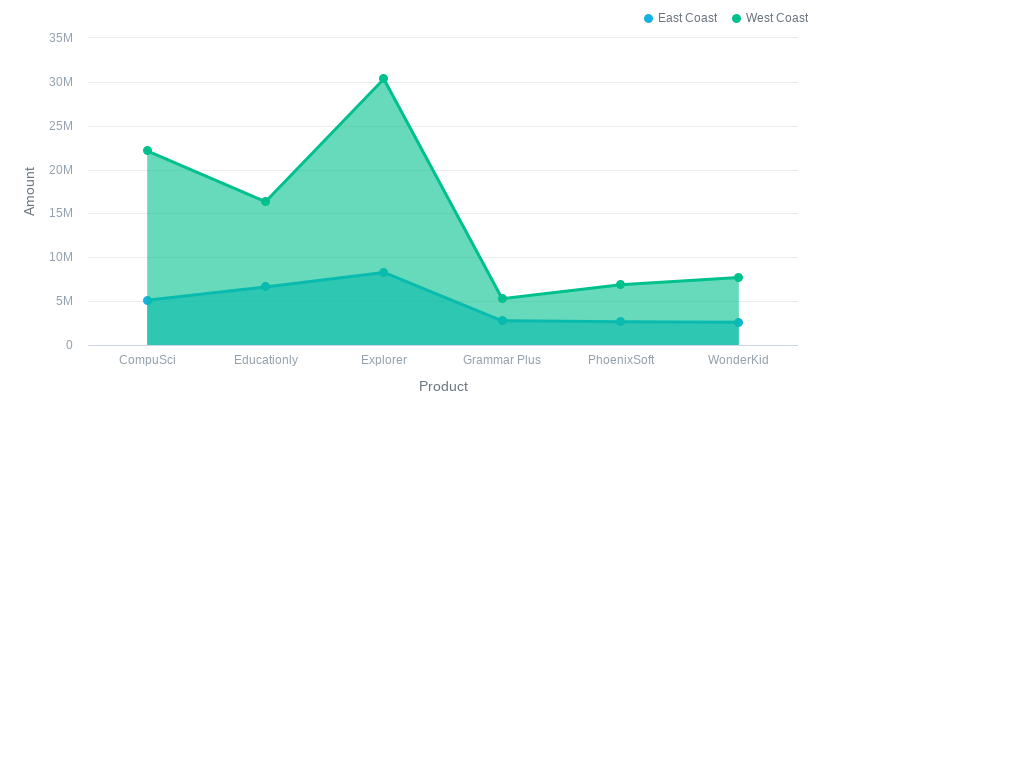 East Coast West Coast
35M
30M
25M
20M
15M
10M
5M
0
Amount
CompuSci Educationly Explorer Grammar Plus PhoenixSoft WonderKid
Product